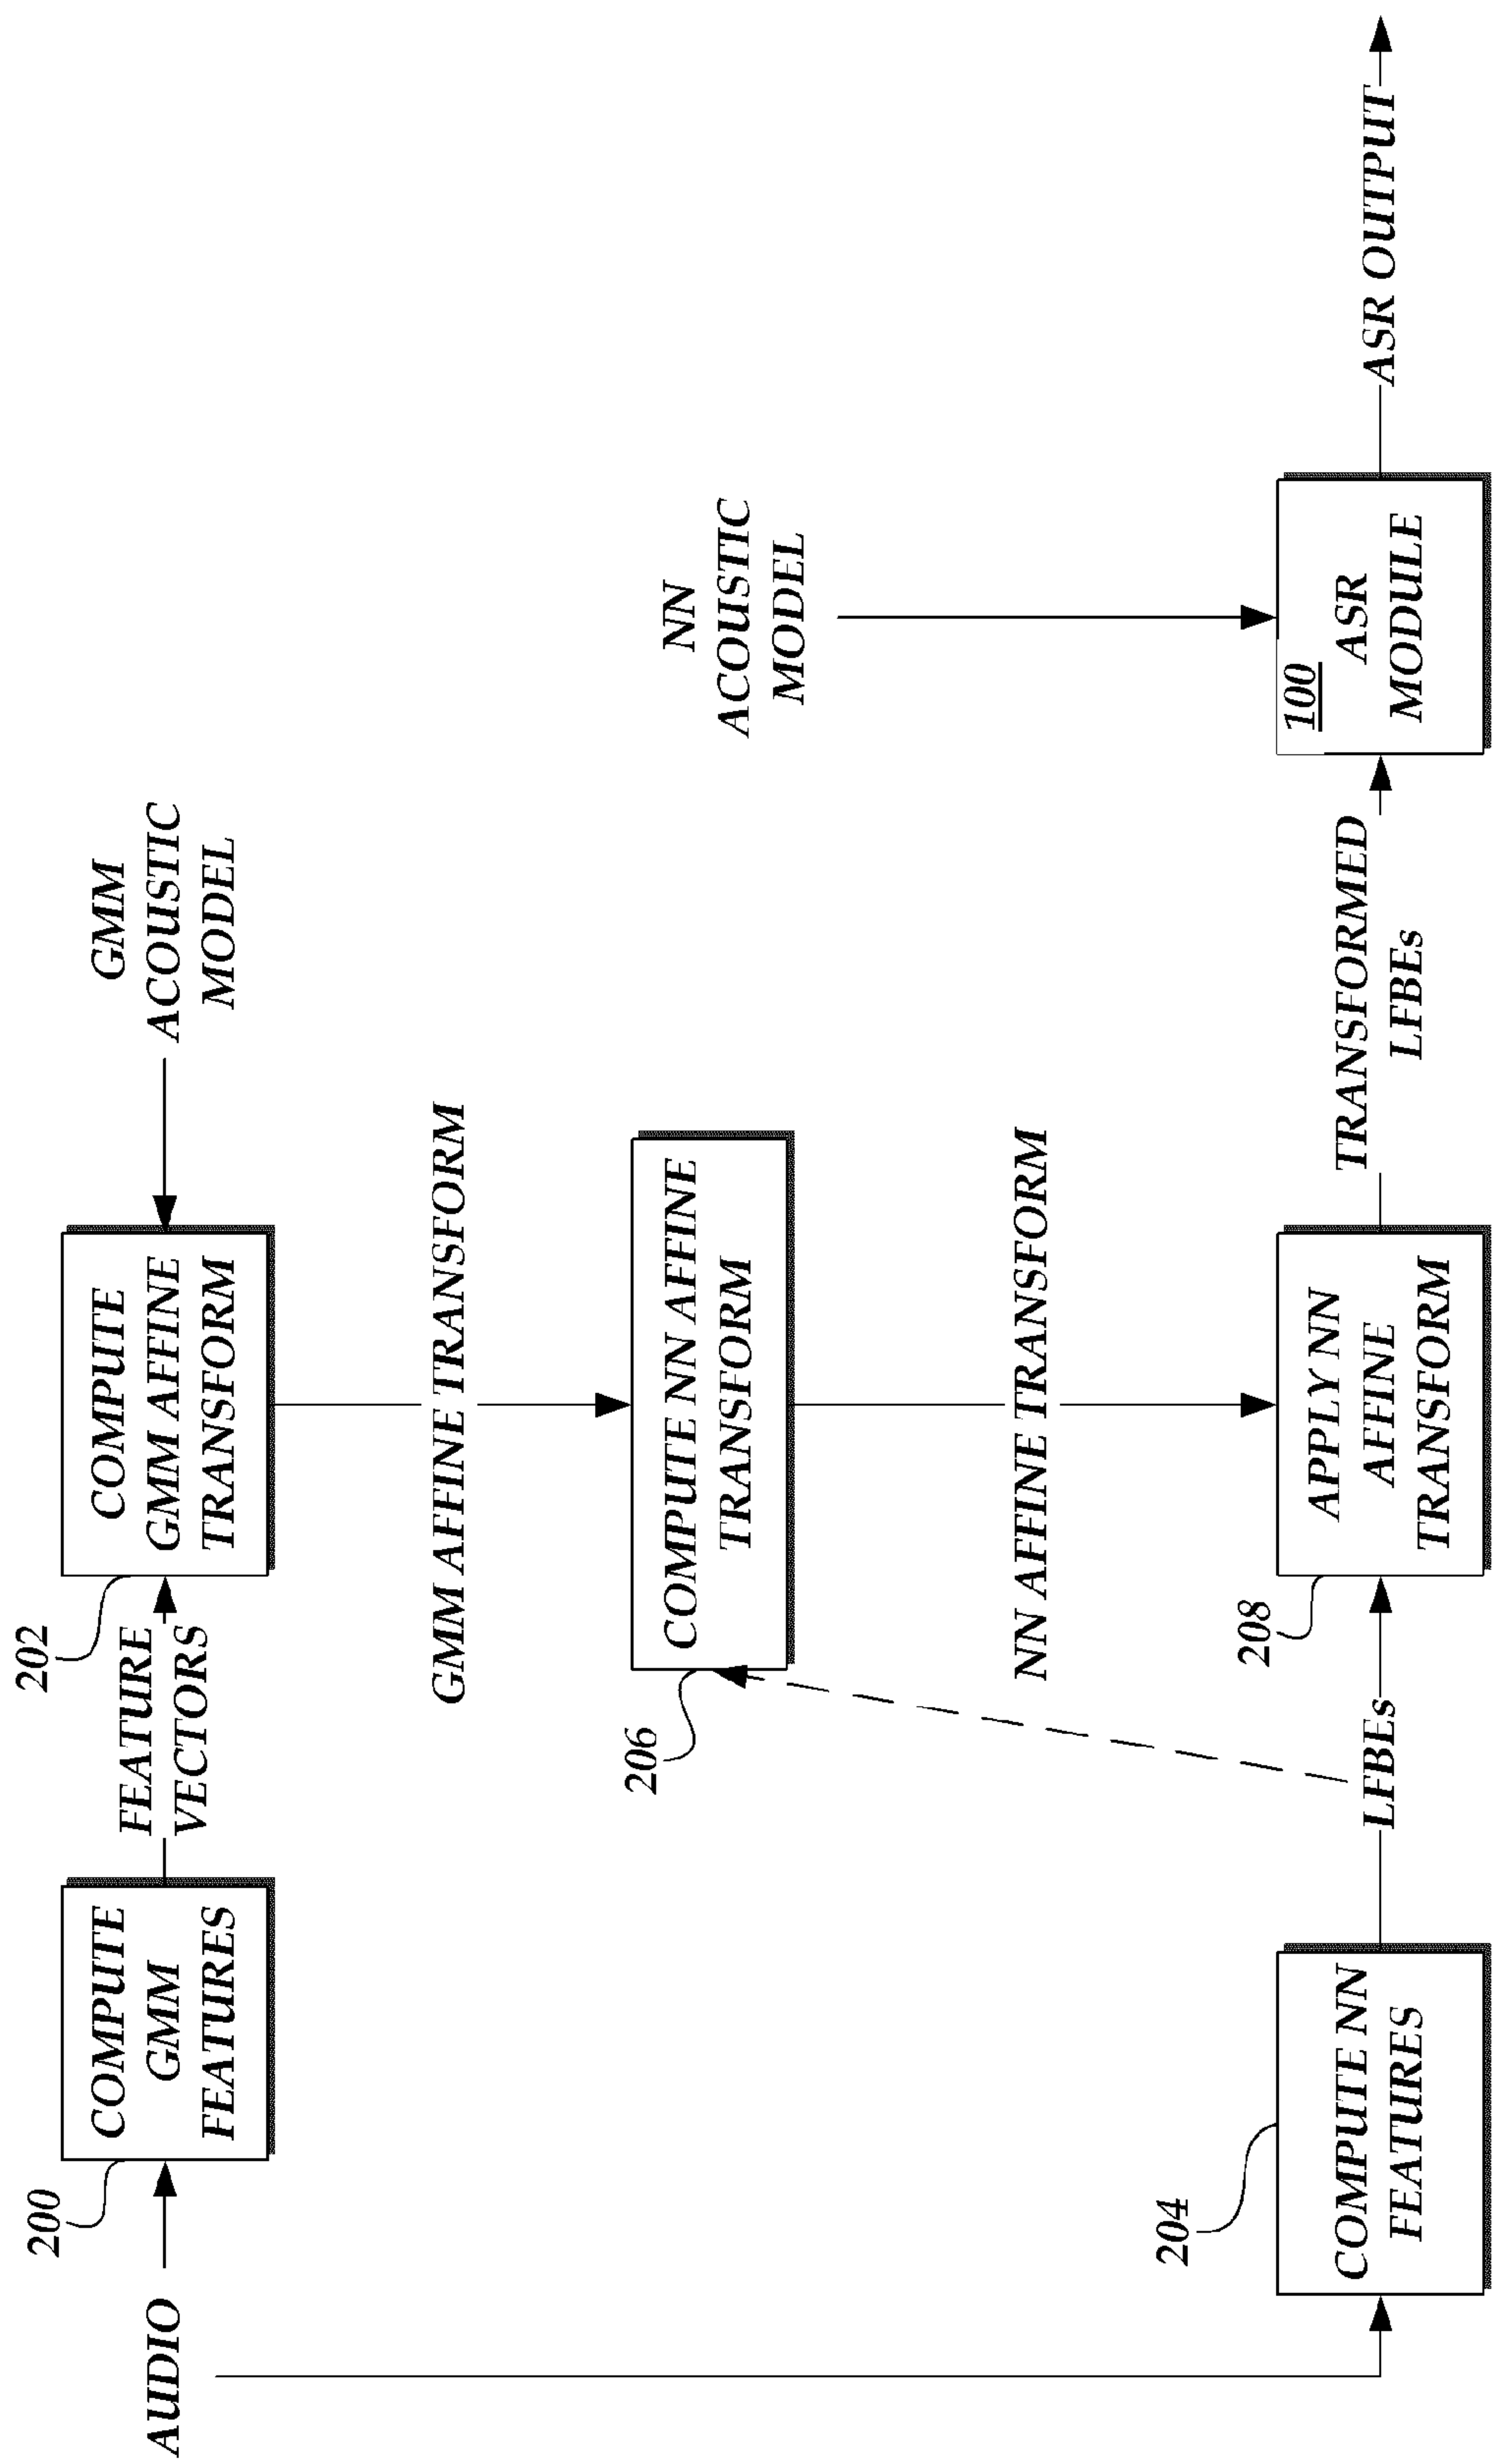 AUDIO
200
COMPUTE
GMM
FEATURES
FEATURE
VECTORS
202
COMPUTE
GMM AFFINE
TRANSFORM
GMM
ACOUSTIC
MODEL
GMM AFFINE TRANSFORM
206
COMPUTE NN AFFINE
TRANSFORM
NN
ACOUSTIC
MODEL
NN AFFINE TRANSFORM
204
COMPUTE NN
FEATURES
LFBEs
208
APPLY NN
AFFINE
TRANSFORM
TRANSFORMED
LFBEs
100
ASR
MODULE
ASR OUTPUT